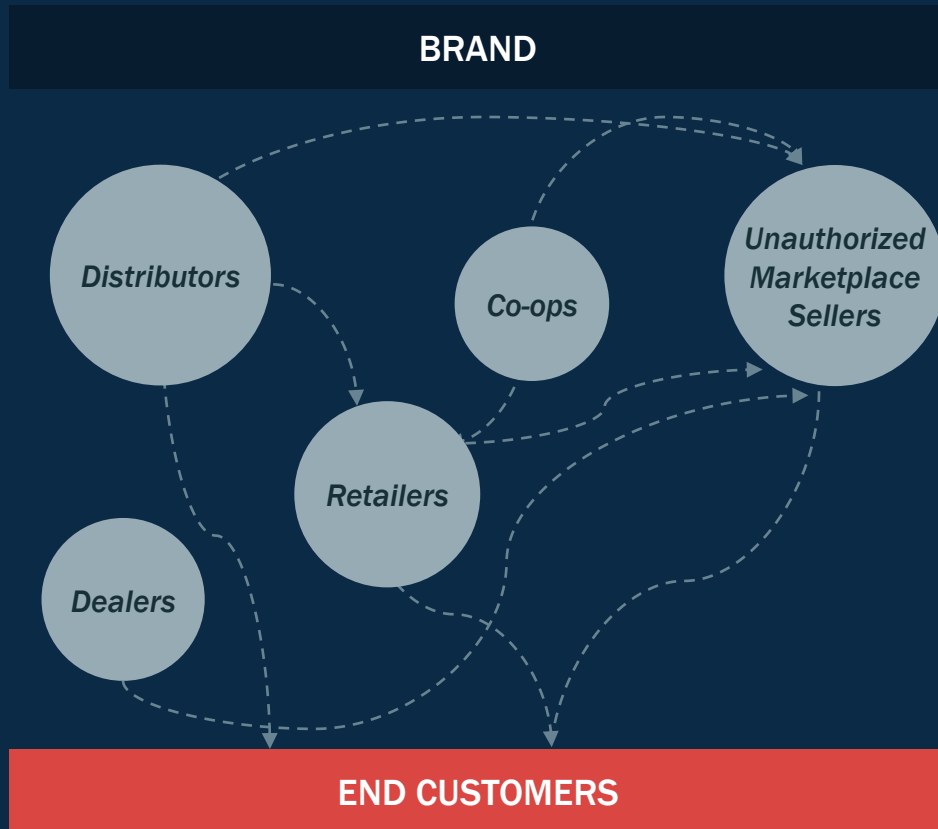 BRAND
Distributors
Co-ops
Unauthorized
Marketplace
Sellers
Retailers
Dealers
END CUSTOMERS